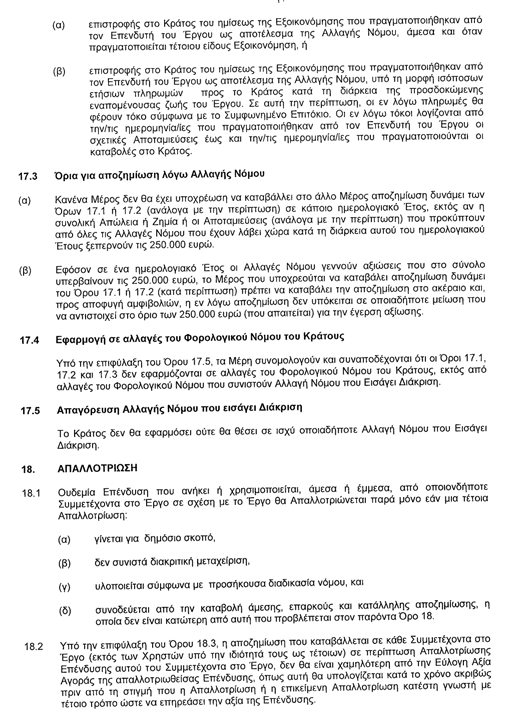 (α) επιστροφής στο Κράτος του ημίσεως της Εξοικονόμησης που πραγματοποιήθηκαν από
τον Επενδυτή του Έργου ως αποτέλεσμα της Αλλαγής Νόμου, άμεσα και όταν
πραγματοποιείται τέτοιου είδους Εξοικονόμηση, ή
(β) επιστροφής στο Κράτος του ημίσεως της Εξοικονόμησης που πραγματοποιήθηκαν από
τον Επενδυτή του Έργου ως αποτέλεσμα της Αλλαγής Νόμου, υπό τη μορφή ισόποσων
ετήσιων πληρωμών προς το Κράτος κατά τη διάρκεια της προσδοκώμενης
εναπομένουσας ζωής του Έργου. Σε αυτή την περίπτωση, οι εν λόγω πληρωμές θα
φέρουν τόκο σύμφωνα με το Συμφωνημένο Επιτόκιο. Οι εν λόγω τόκοι λογίζονται από
την/τις ημερομηνία/ίες που πραγματοποιήθηκαν από τον Επενδυτή του Έργου οι
σχετικές Αποταμιεύσεις έως και την/τις ημερομηνία/ίες που πραγματοποιούνται οι
καταβολές στο Κράτος.
17.3 Όρια για αποζημίωση λόγω Αλλαγής Νόμου
(α) Κανένα Μέρος δεν θα έχει υποχρέωση να καταβάλλει στο άλλο Μέρος αποζημίωση δυνάμει των
Όρων 17.1 ή 17.2 (ανάλογα με την περίπτωση) σε κάποιο ημερολογιακό Έτος, εκτός αν η
συνολική Απώλεια ή Ζημία ή οι Αποταμιεύσεις (ανάλογα με την περίπτωση) που προκύπτουν
από όλες τις Αλλαγές Νόμου που έχουν λάβει χώρα κατά τη διάρκεια αυτού του ημερολογιακού
Έτους ξεπερνούν τις 250.000 ευρώ.
(β) Εφόσον σε ένα ημερολογιακό Έτος οι Αλλαγές Νόμου γεννούν αξιώσεις που στο σύνολο
υπερβαίνουν τις 250.000 ευρώ, το Μέρος που υποχρεούται να καταβάλει αποζημίωση δυνάμει
του Όρου 17.1 ή 17.2 (κατά περίπτωση) πρέπει να καταβάλει την αποζημίωση στο ακέραιο και,
προς αποφυγή αμφιβολιών, η εν λόγω αποζημίωση δεν υπόκειται σε οποιαδήποτε μείωση που
να αντιστοιχεί στο όριο των 250.000 ευρώ (που απαιτείται) για την έγερση αξίωσης.
17.4 Εφαρμογή σε αλλαγές του Φορολογικού Νόμου του Κράτους
Υπό την επιφύλαξη του Όρου 17.5, τα Μέρη συνομολογούν και συναποδέχονται ότι οι Όροι 17.1,
17.2 και 17.3 δεν εφαρμόζονται σε αλλαγές του Φορολογικού Νόμου του Κράτους, εκτός από
αλλαγές του Φορολογικού Νόμου που συνιστούν Αλλαγή Νόμου που Εισάγει Διάκριση.
17.5 Απαγόρευση Αλλαγής Νόμου που εισάγει Διάκριση
Το Κράτος δεν θα εφαρμόσει ούτε θα θέσει σε ισχύ οποιαδήποτε Αλλαγή Νόμου που Εισάγει
Διάκριση.
18. ΑΠΑΛΛΟΤΡΙΩΣΗ
18.1 Ουδεμία Επένδυση που ανήκει ή χρησιμοποιείται, άμεσα ή έμμεσα, από οποιονδήποτε
Συμμετέχοντα στο Έργο σε σχέση με το Έργο θα Απαλλοτριώνεται παρά μόνο εάν μια τέτοια
Απαλλοτρίωση:
(α) γίνεται για δημόσιο σκοπό,
(β) δεν συνιστά διακριτική μεταχείριση,
(γ) υλοποιείται σύμφωνα με προσήκουσα διαδικασία νόμου, και
(δ) συνοδεύεται από την καταβολή άμεσης, επαρκούς και κατάλληλης αποζημίωσης, η
οποία δεν είναι κατώτερη από αυτή που προβλέπεται στον παρόντα Όρο 18.
18.2 Υπό την επιφύλαξη του Όρου 18.3, η αποζημίωση που καταβάλλεται σε κάθε Συμμετέχοντα στο
Έργο (εκτός των Χρηστών υπό την ιδιότητά τους ως τέτοιων) σε περίπτωση Απαλλοτρίωσης
Επένδυσης αυτού του Συμμετέχοντα στο Έργο, δεν θα είναι χαμηλότερη από την Εύλογη Αξία
Αγοράς της απαλλοτριωθείσας Επένδυσης, όπως αυτή θα υπολογίζεται κατά το χρόνο ακριβώς
πριν από τη στιγμή που η Απαλλοτρίωση ή η επικείμενη Απαλλοτρίωση κατέστη γνωστή με
τέτοιο τρόπο ώστε να επηρεάσει την αξία της Επένδυσης.